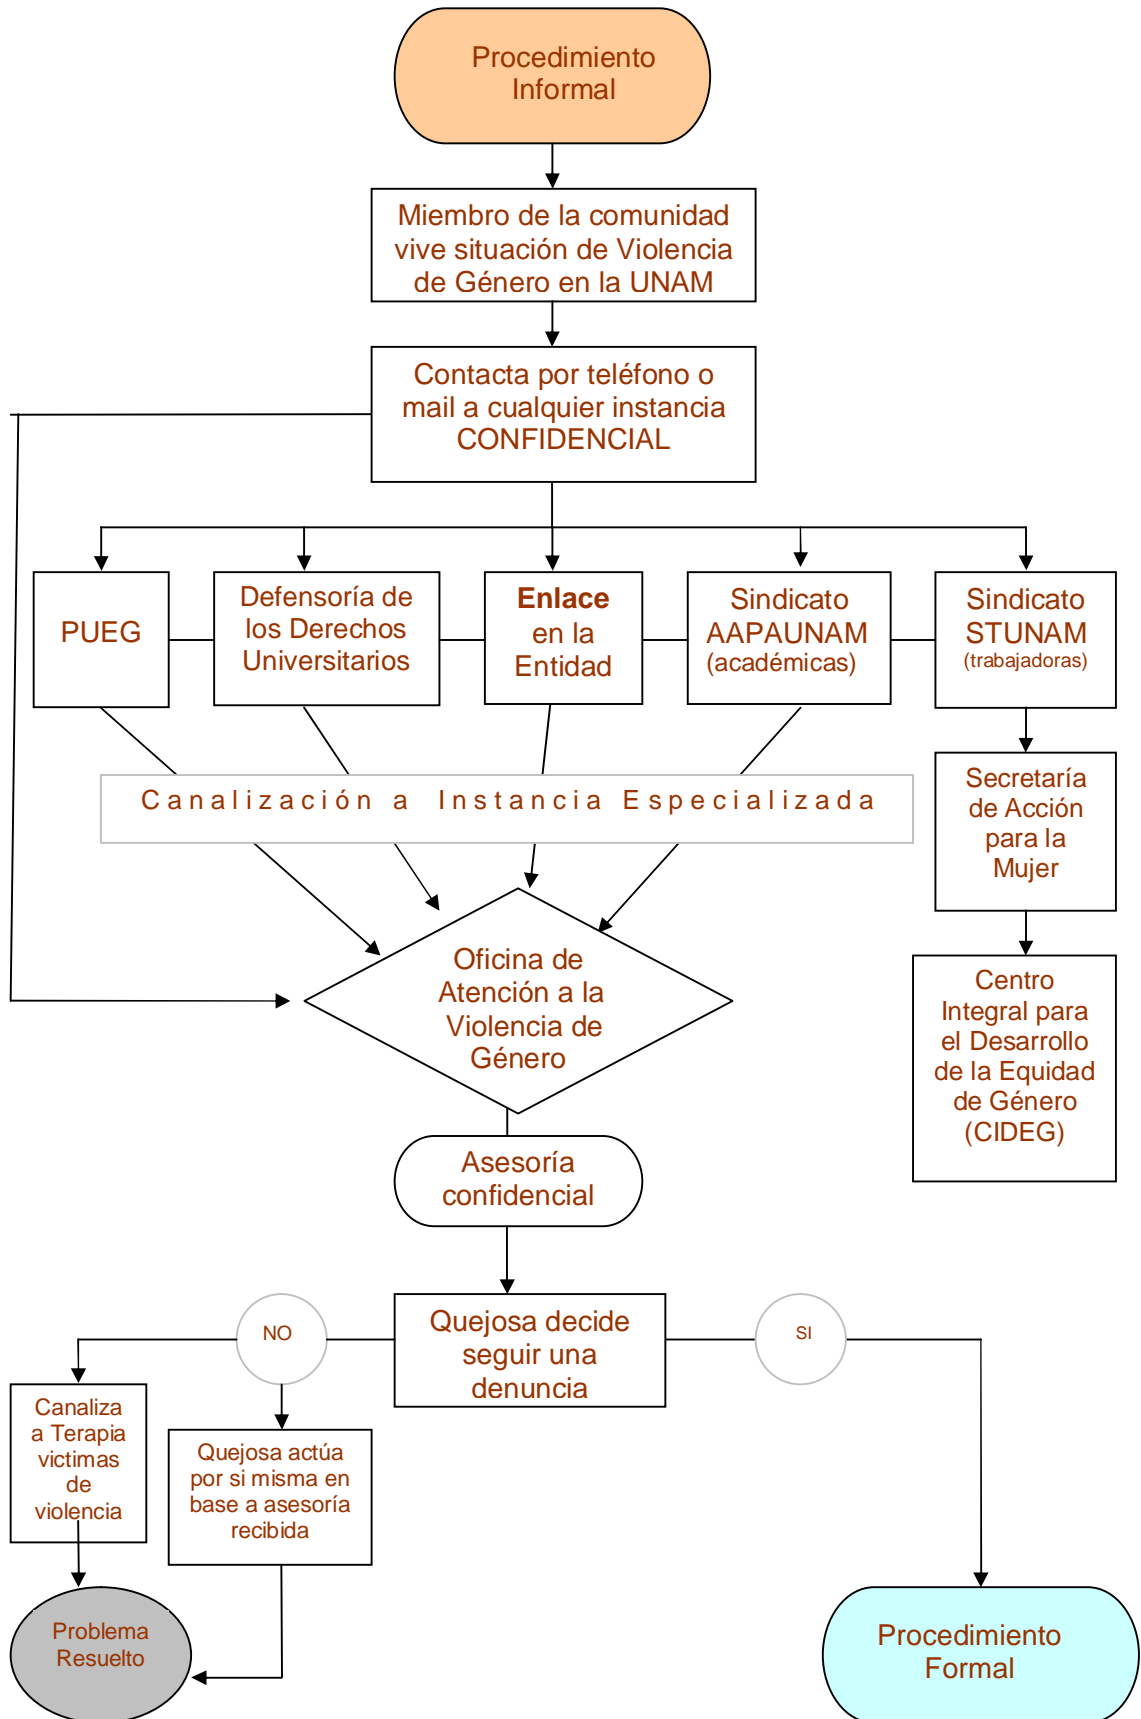 Procedimiento
Informal
Miembro de la comunidad
vive situación de Violencia
de Género en la UNAM
Contacta por teléfono o
mail a cualquier instancia
CONFIDENCIAL
PUEG
Defensoría de
los Derechos
Universitarios
Enlace
en la
Entidad
Sindicato
AAPAUNAM
(académicas)
Sindicato
STUNAM
(trabajadoras)
Canalización a Instancia Especializada
Secretaría
de Acción
para la
Mujer
Oficina de
Atención a la
Violencia de
Género
Centro
Integral para
el Desarrollo
de la Equidad
de Género
(CIDEG)
Asesoría
confidencial
Quejosa decide
seguir una
denuncia
NO
SI
Canaliza
a Terapia
victimas
de
violencia
Quejosa actúa
por si misma en
base a asesoría
recibida
Problema
Resuelto
Procedimiento
Formal